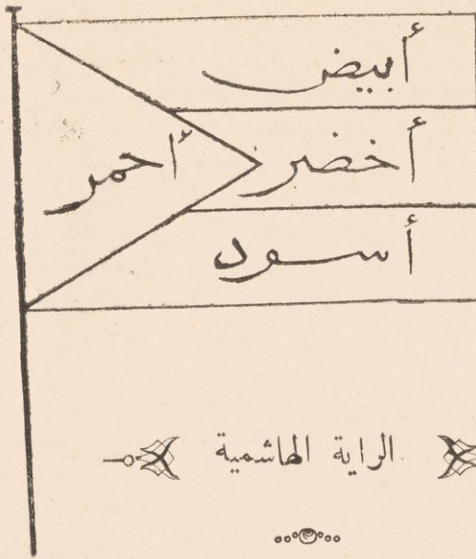 أبيض
أخضر
أحمر
أسود
الراية الهاشمية